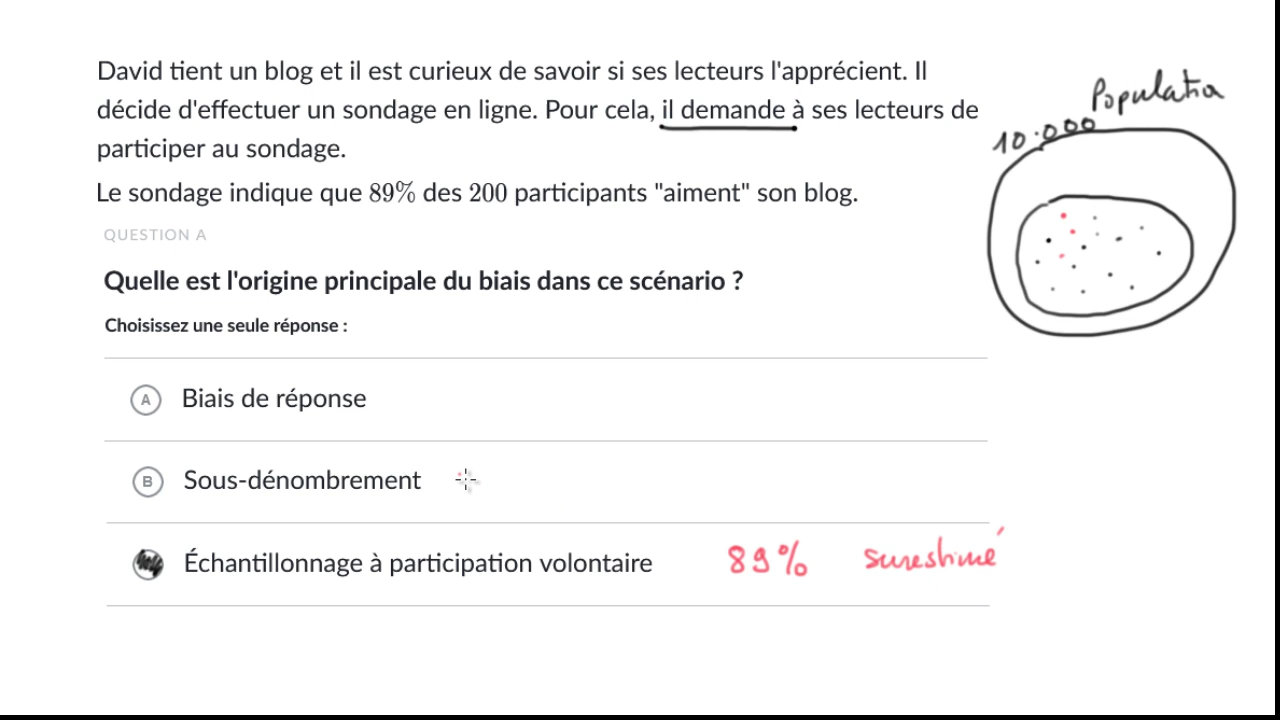 David tient un blog et il est curieux de savoir si ses lecteurs l'apprécient. Il
décide d'effectuer un sondage en ligne. Pour cela, il demande à ses lecteurs de
participer au sondage.
Le sondage indique que 89% des 200 participants "aiment" son blog.
QUESTION A
Quelle est l'origine principale du biais dans ce scénario ?
Choisissez une seule réponse :
A Biais de réponse
B Sous-dénombrement
Échantillonnage à participation volontaire
89% surestimé
Population
10.000